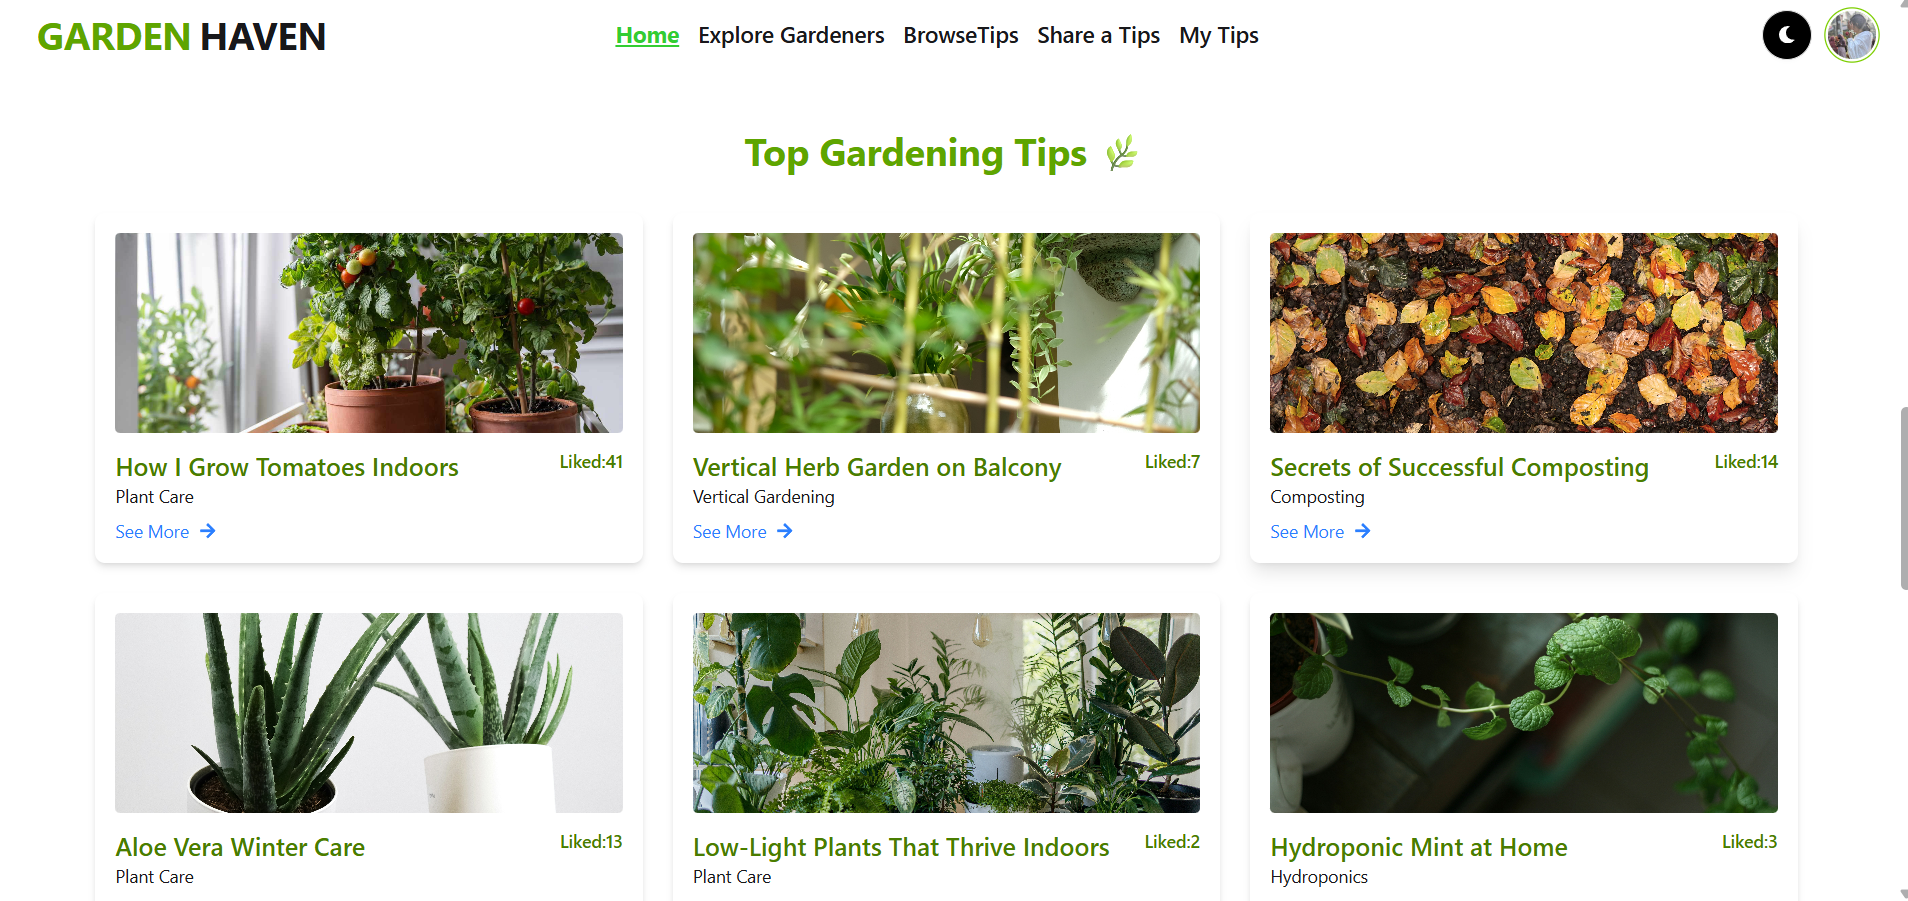 GARDEN HAVEN
Home Explore Gardeners BrowseTips Share a Tips My Tips
Top Gardening Tips 🌿
How I Grow Tomatoes Indoors
Liked:41
Plant Care
See More →
Vertical Herb Garden on Balcony
Liked:7
Vertical Gardening
See More →
Secrets of Successful Composting
Liked:14
Composting
See More →
Aloe Vera Winter Care
Liked:13
Plant Care
Low-Light Plants That Thrive Indoors
Liked:2
Plant Care
Hydroponic Mint at Home
Liked:3
Hydroponics